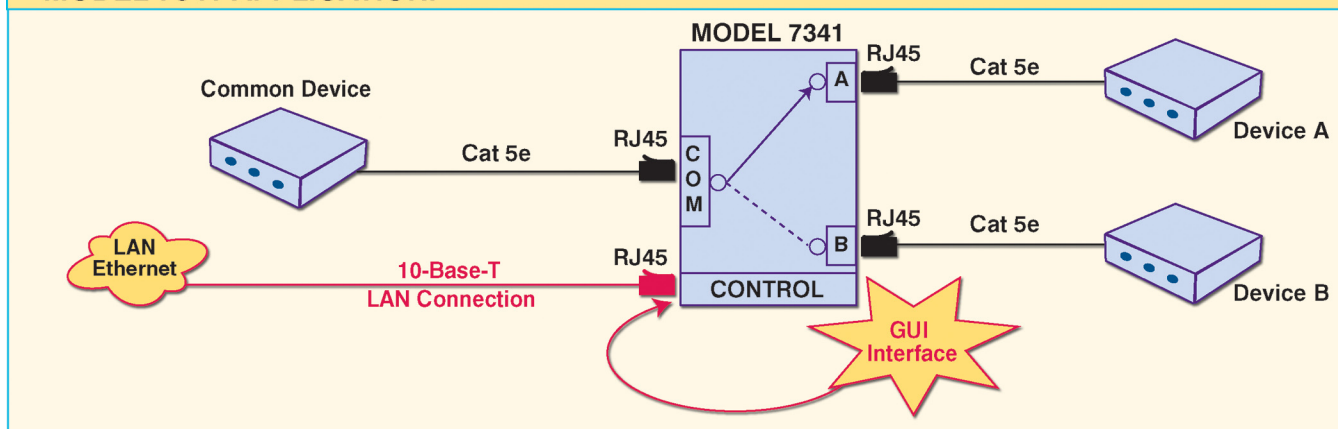 MODEL 7341
RJ45
Cat 5e
Common Device
A
Device A
RJ45
Cat 5e
C
O
M
RJ45
Cat 5e
B
LAN
Ethernet
RJ45
10-Base-T
LAN Connection
CONTROL
Device B
GUI
Interface